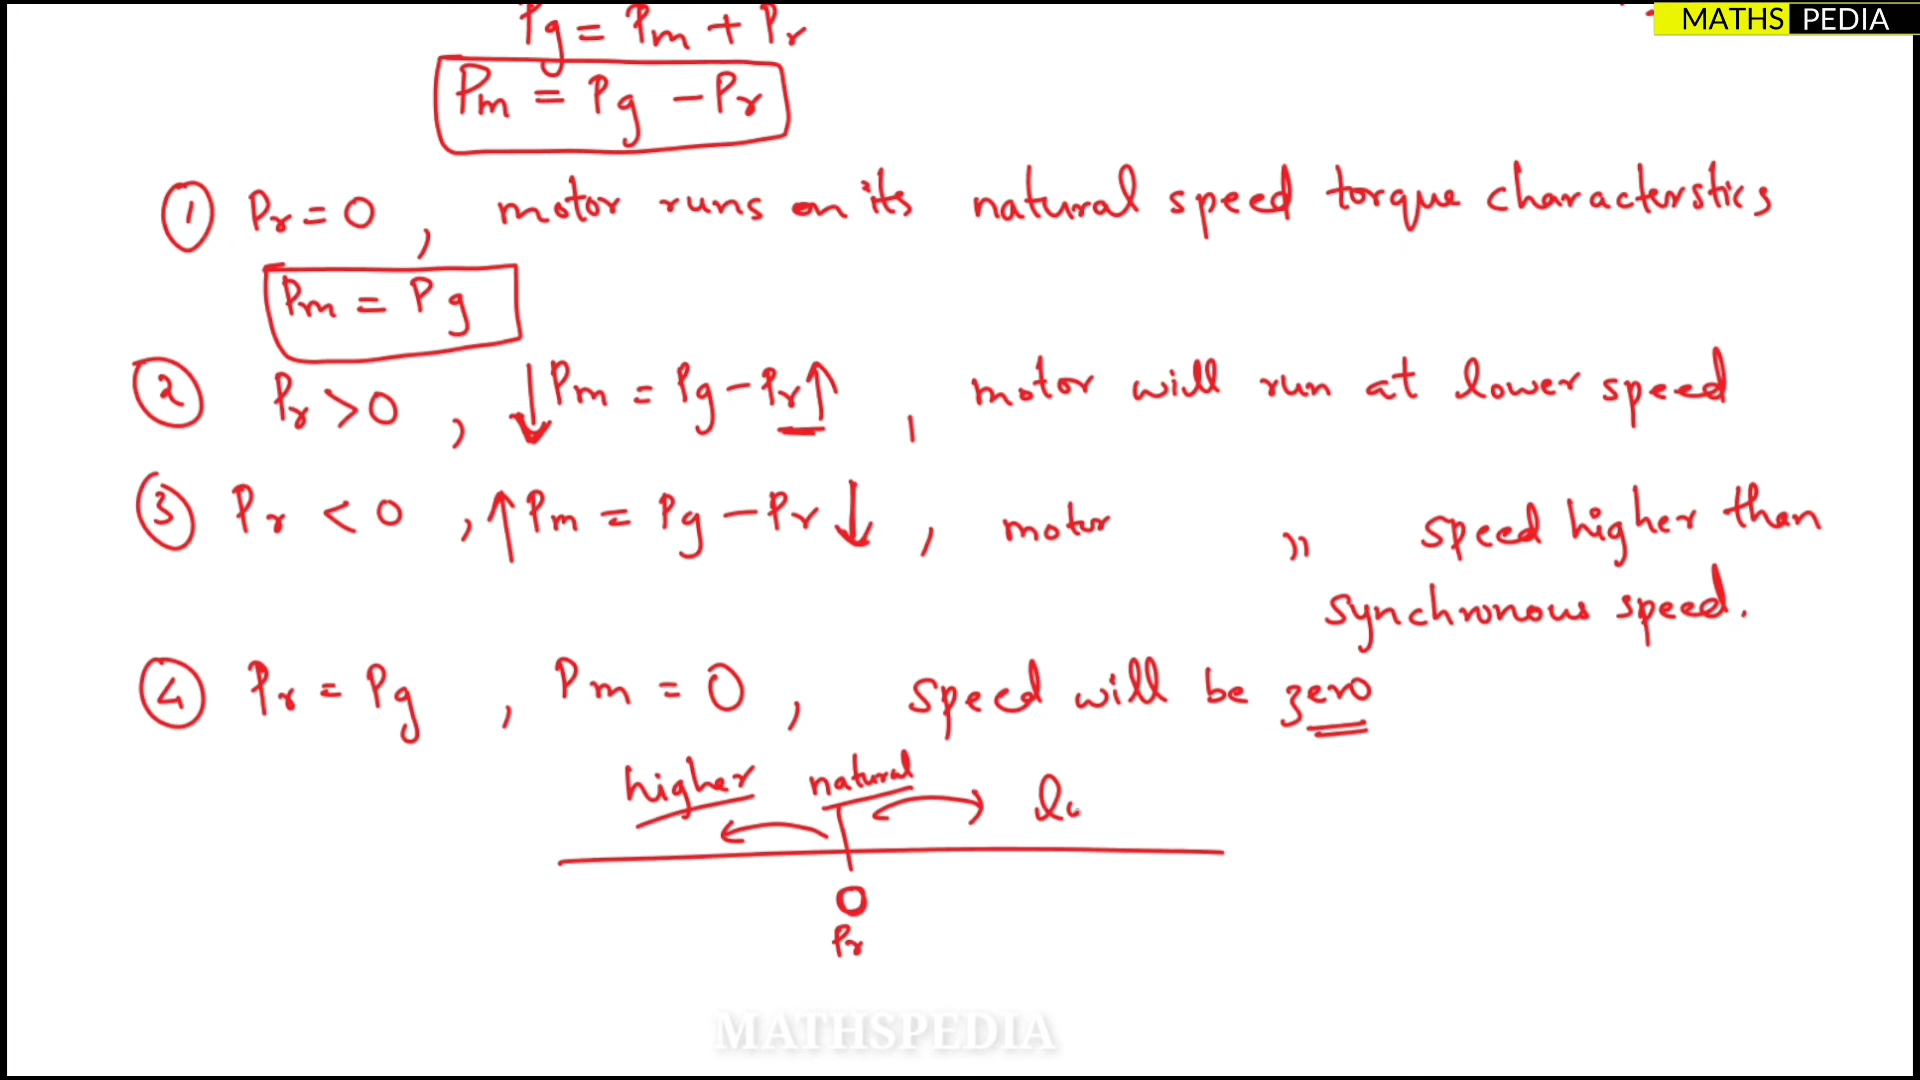 MATHS PEDIA
Pg = Pm + Pr
Pm = Pg - Pr
① Pr = 0 , motor runs on its natural speed torque characterstics
Pm = Pg
② Pr > 0 , ↓ Pm = Pg - Pr ↑ , motor will run at lower speed
③ Pr < 0 , ↑ Pm = Pg - Pr ↓ , motor " speed higher than
synchronous speed.
④ Pr = Pg , Pm = 0 , speed will be zero
higher natural lo
0
Pr
MATHSPEDIA